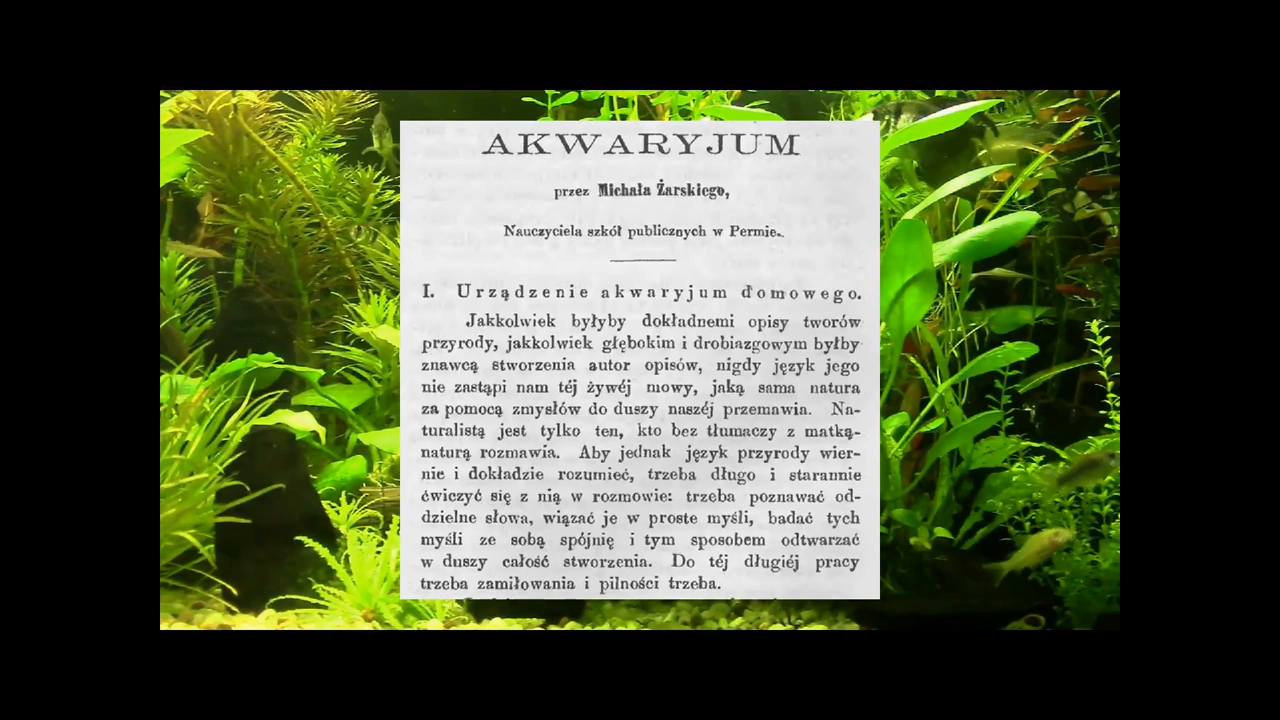 AKWARYJUM
przez Michała Żarskiego,
Nauczyciela szkół publicznych w Permie.
I. Urządzenie akwaryjum domowego.
Jakkolwiek byłyby dokładnemi opisy tworów
przyrody, jakkolwiek głębokim i drobiazgowym byłby
znawcą stworzenia autor opisów, nigdy język jego
nie zastąpi nam téj żywéj mowy, jaką sama natura
za pomocą zmysłów do duszy naszéj przemawia. Na-
turalistą jest tylko ten, kto bez tłumaczy z matką-
naturą rozmawia. Aby jednak język przyrody wier-
nie i dokładzie rozumieć, trzeba długo i starannie
ćwiczyć się z nią w rozmowie: trzeba poznawać od-
dzielne słowa, wiązać je w proste myśli, badać tych
myśli ze sobą spójnię i tym sposobem odtwarzać
w duszy całość stworzenia. Do téj długiéj pracy
trzeba zamiłowania i pilności trzeba.